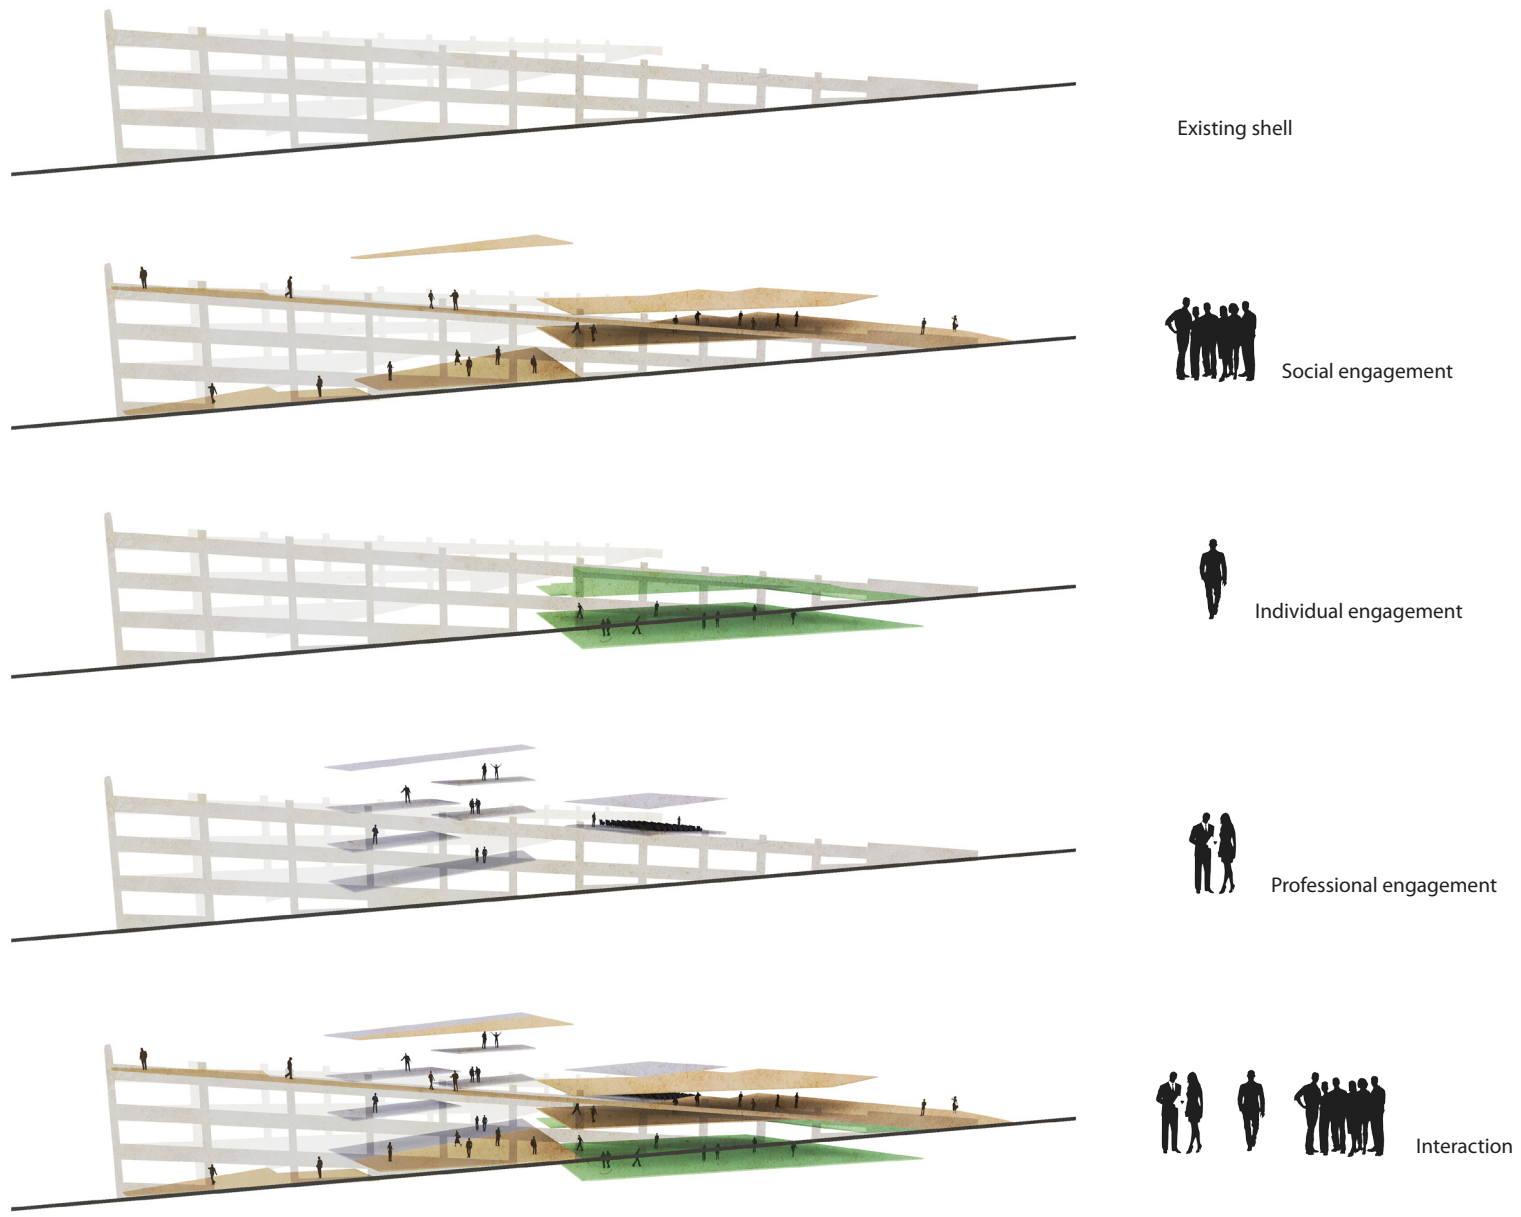 Existing shell
Social engagement
Individual engagement
Professional engagement
Interaction